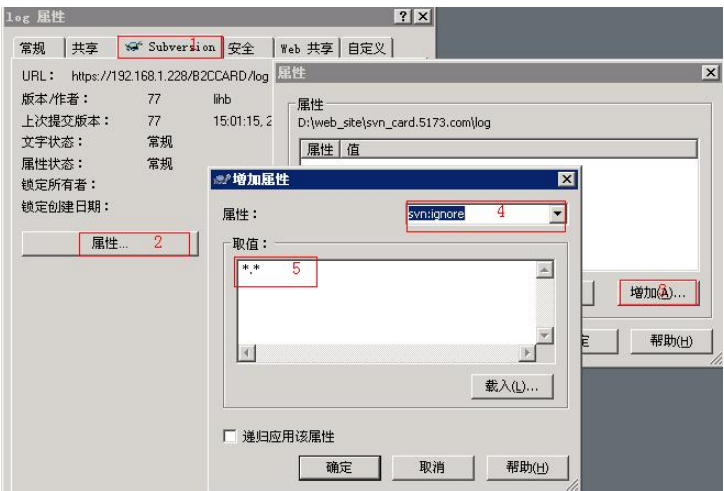 log 属性
常规 共享 Subversion 安全 Web 共享 自定义
1
URL: https://192.168.1.228/B2CCARD/log
版本/作者: 77 lihb
上次提交版本: 77 15:01:15, 2
文字状态: 常规
属性状态: 常规
锁定所有者:
锁定创建日期:
属性... 2
属性
属性
D:\web_site\svn_card.5173.com\log
属性 值
增加(A)... 3
帮助(H)
增加属性
属性: svn:ignore 4
取值:
*.* 5
载入(L)...
递归应用该属性
确定 取消 帮助(H)